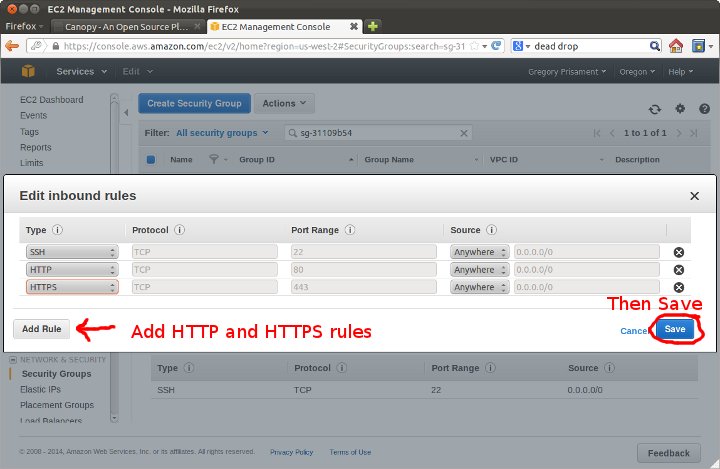 EC2 Management Console - Mozilla Firefox
Firefox
Canopy - An Open Source Pl...
EC2 Management Console
https://console.aws.amazon.com/ec2/v2/home?region=us-west-2#SecurityGroups:search=sg-31
dead drop
Services
Edit
Gregory Prisament
Oregon
Help
EC2 Dashboard
Events
Tags
Reports
Limits
Create Security Group
Actions
Filter: All security groups
sg-31109b54
1 to 1 of 1
Name
Group ID
Group Name
VPC ID
Description
Edit inbound rules
Type
Protocol
Port Range
Source
SSH
TCP
22
Anywhere
0.0.0.0/0
HTTP
TCP
80
Anywhere
0.0.0.0/0
HTTPS
TCP
443
Anywhere
0.0.0.0/0
Then Save
Add Rule
Add HTTP and HTTPS rules
Cancel
Save
NETWORK & SECURITY
Security Groups
Elastic IPs
Placement Groups
Load Balancers
Type
Protocol
Port Range
Source
SSH
TCP
22
0.0.0.0/0
© 2008 - 2014, Amazon Web Services, Inc. or its affiliates. All rights reserved.
Privacy Policy
Terms of Use
Feedback